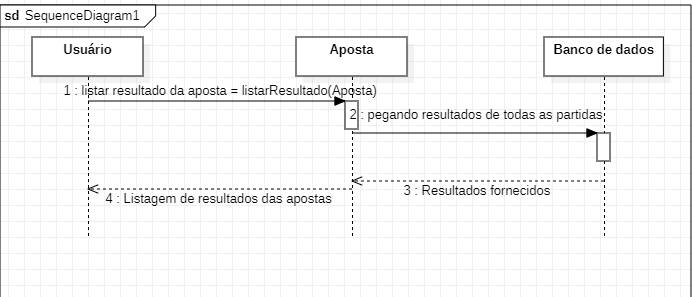 sd SequenceDiagram1
Usuário
Aposta
Banco de dados
1 : listar resultado da aposta = listarResultado(Aposta)
2 : pegando resultados de todas as partidas
3 : Resultados fornecidos
4 : Listagem de resultados das apostas